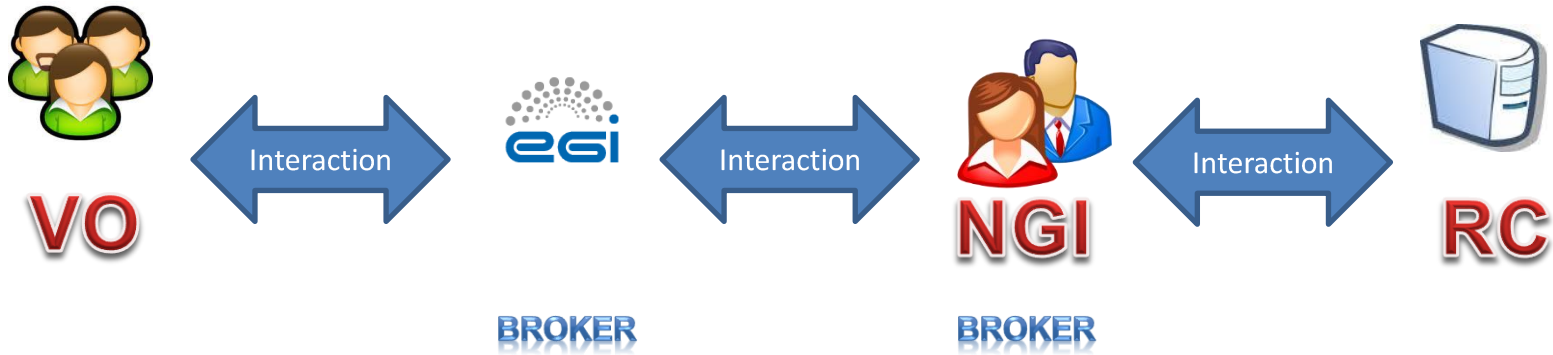 Interaction
egi
Interaction
Interaction
VO
NGI
RC
BROKER
BROKER